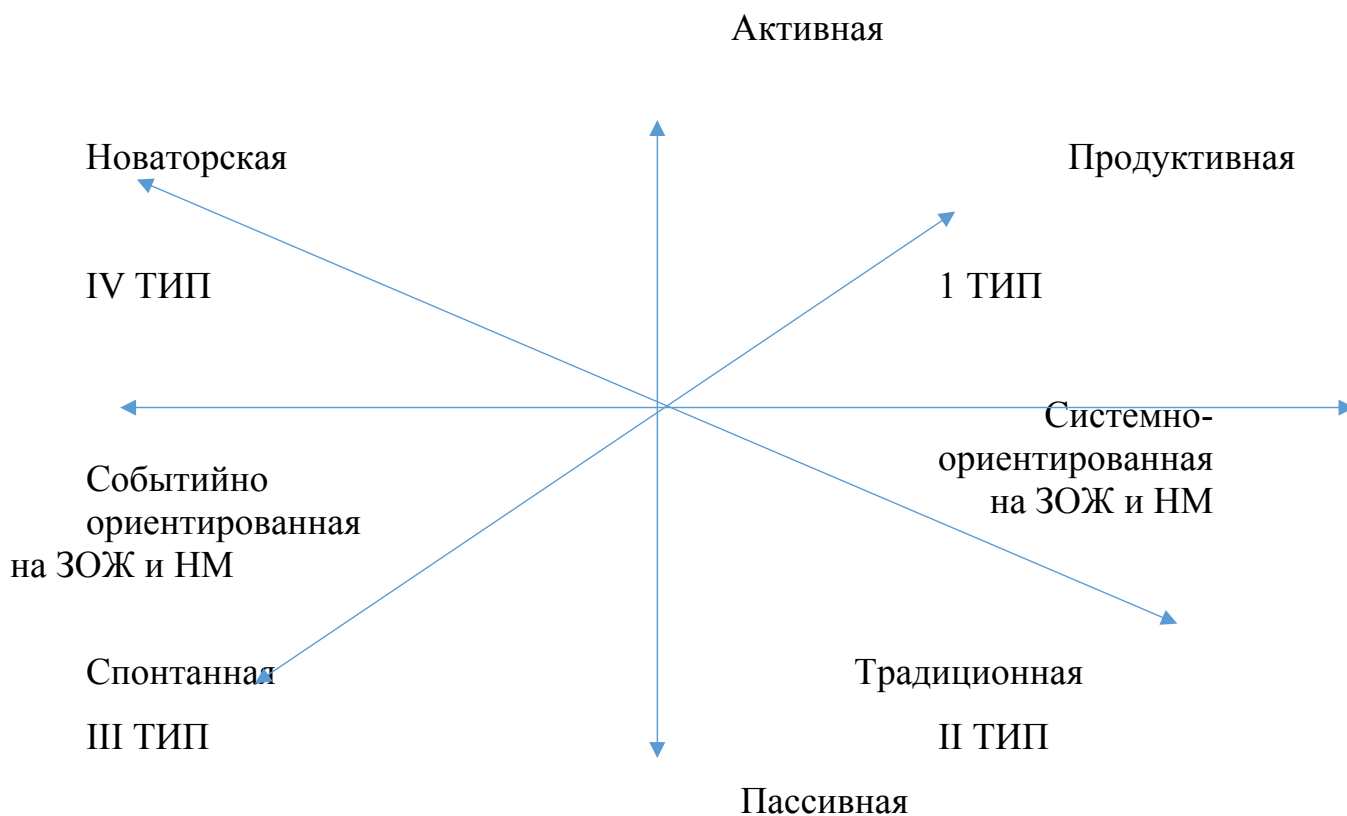 Активная
Новаторская
Продуктивная
IV ТИП
1 ТИП
Системно-
ориентированная
на ЗОЖ и НМ
Событийно
ориентированная
на ЗОЖ и НМ
Спонтанная
Традиционная
III ТИП
II ТИП
Пассивная